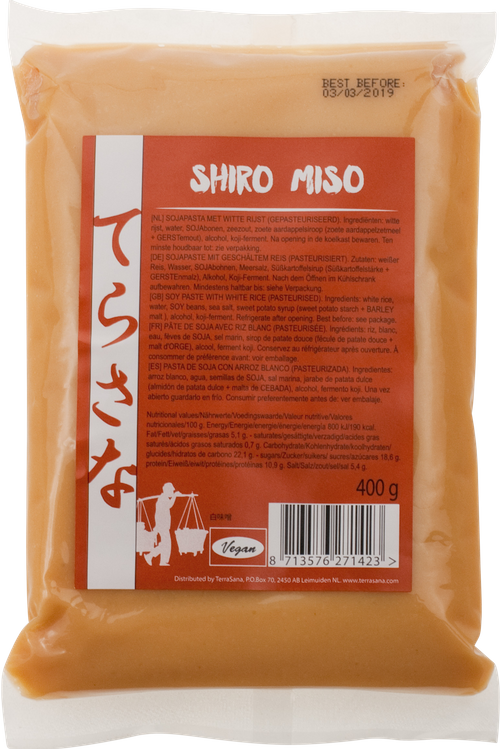 BEST BEFORE:
03/03/2019
SHIRO MISO
てらさな
[NL] SOJAPASTA MET WITTE RIJST (GEPASTEURISEERD). Ingrediënten: witte
rijst, water, SOJAbonen, zeezout, zoete aardappelsiroop (zoete aardappelzetmeel
+ GERSTemout), alcohol, koji-ferment. Na opening in de koelkast bewaren. Ten
minste houdbaar tot: zie verpakking.
[DE] SOJAPASTE MIT GESCHÄLTEM REIS (PASTEURISIERT). Zutaten: weißer
Reis, Wasser, SOJAbohnen, Meersalz, Süßkartoffelsirup (Süßkartoffelstärke +
GERSTENmalz), Alkohol, Koji-Ferment. Nach dem Öffnen im Kühlschrank
aufbewahren. Mindestens haltbar bis: siehe Verpackung.
[GB] SOY PASTE WITH WHITE RICE (PASTEURISED). Ingredients: white rice,
water, SOY beans, sea salt, sweet potato syrup (sweet potato starch + BARLEY
malt ), alcohol, koji-ferment. Refrigerate after opening. Best before: see package.
[FR] PÂTE DE SOJA AVEC RIZ BLANC (PASTEURISÉE). Ingrédients: riz, blanc,
eau, fèves de SOJA, sel marin, sirop de patate douce (fécule de patate douce +
malt d'ORGE), alcool, ferment koji. Conservez au réfrigérateur après ouverture. À
consommer de préférence avant, voir emballage.
[ES] PASTA DE SOJA CON ARROZ BLANCO (PASTEURIZADA). Ingredientes:
arroz blanco, agua, semillas de SOJA, sal marina, jarabe de patata dulce
(almidón de patata dulce + malta de CEBADA), alcohol, fermento koji. Una vez
abierto guardarlo en frío. Consumir preferentemente antes de: ver embalaje.
Nutritional values/Nährwerte/Voedingswaarde/Valeur nutritive/Valores
nutricionales/100 g. Energy/Energie/energie/énergie/energía 800 kJ/190 kcal.
Fat/Fett/vet/graisses/grasas 5,1 g. - saturates/gesättigte/verzadigd/acides gras
saturés/ácidos grasos saturados 0,7 g. Carbohydrate/Kohlenhydrate/koolhydraten/
glucides/hidratos de carbono 22,1 g. - sugars/Zucker/suikers/ sucres/azúcares 18,6 g.
protein/Eiweiß/eiwit/protéines/proteínas 10,9 g. Salt/Salz/zout/sel/sal 5,4 g.
400 g
Vegan
8 713576 271423 >
Distributed by TerraSana, P.O.Box 70, 2450 AB Leimuiden NL. www.terrasana.com